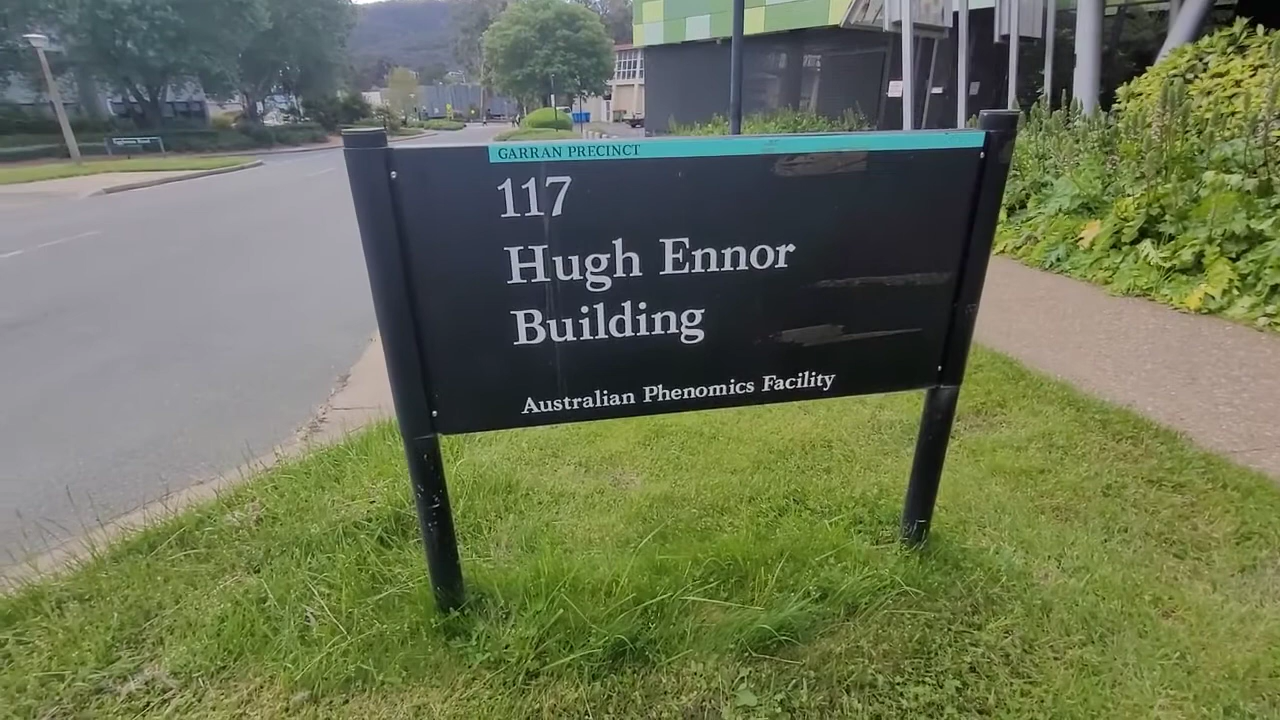 GARRAN PRECINCT
117
Hugh Ennor
Building
Australian Phenomics Facility